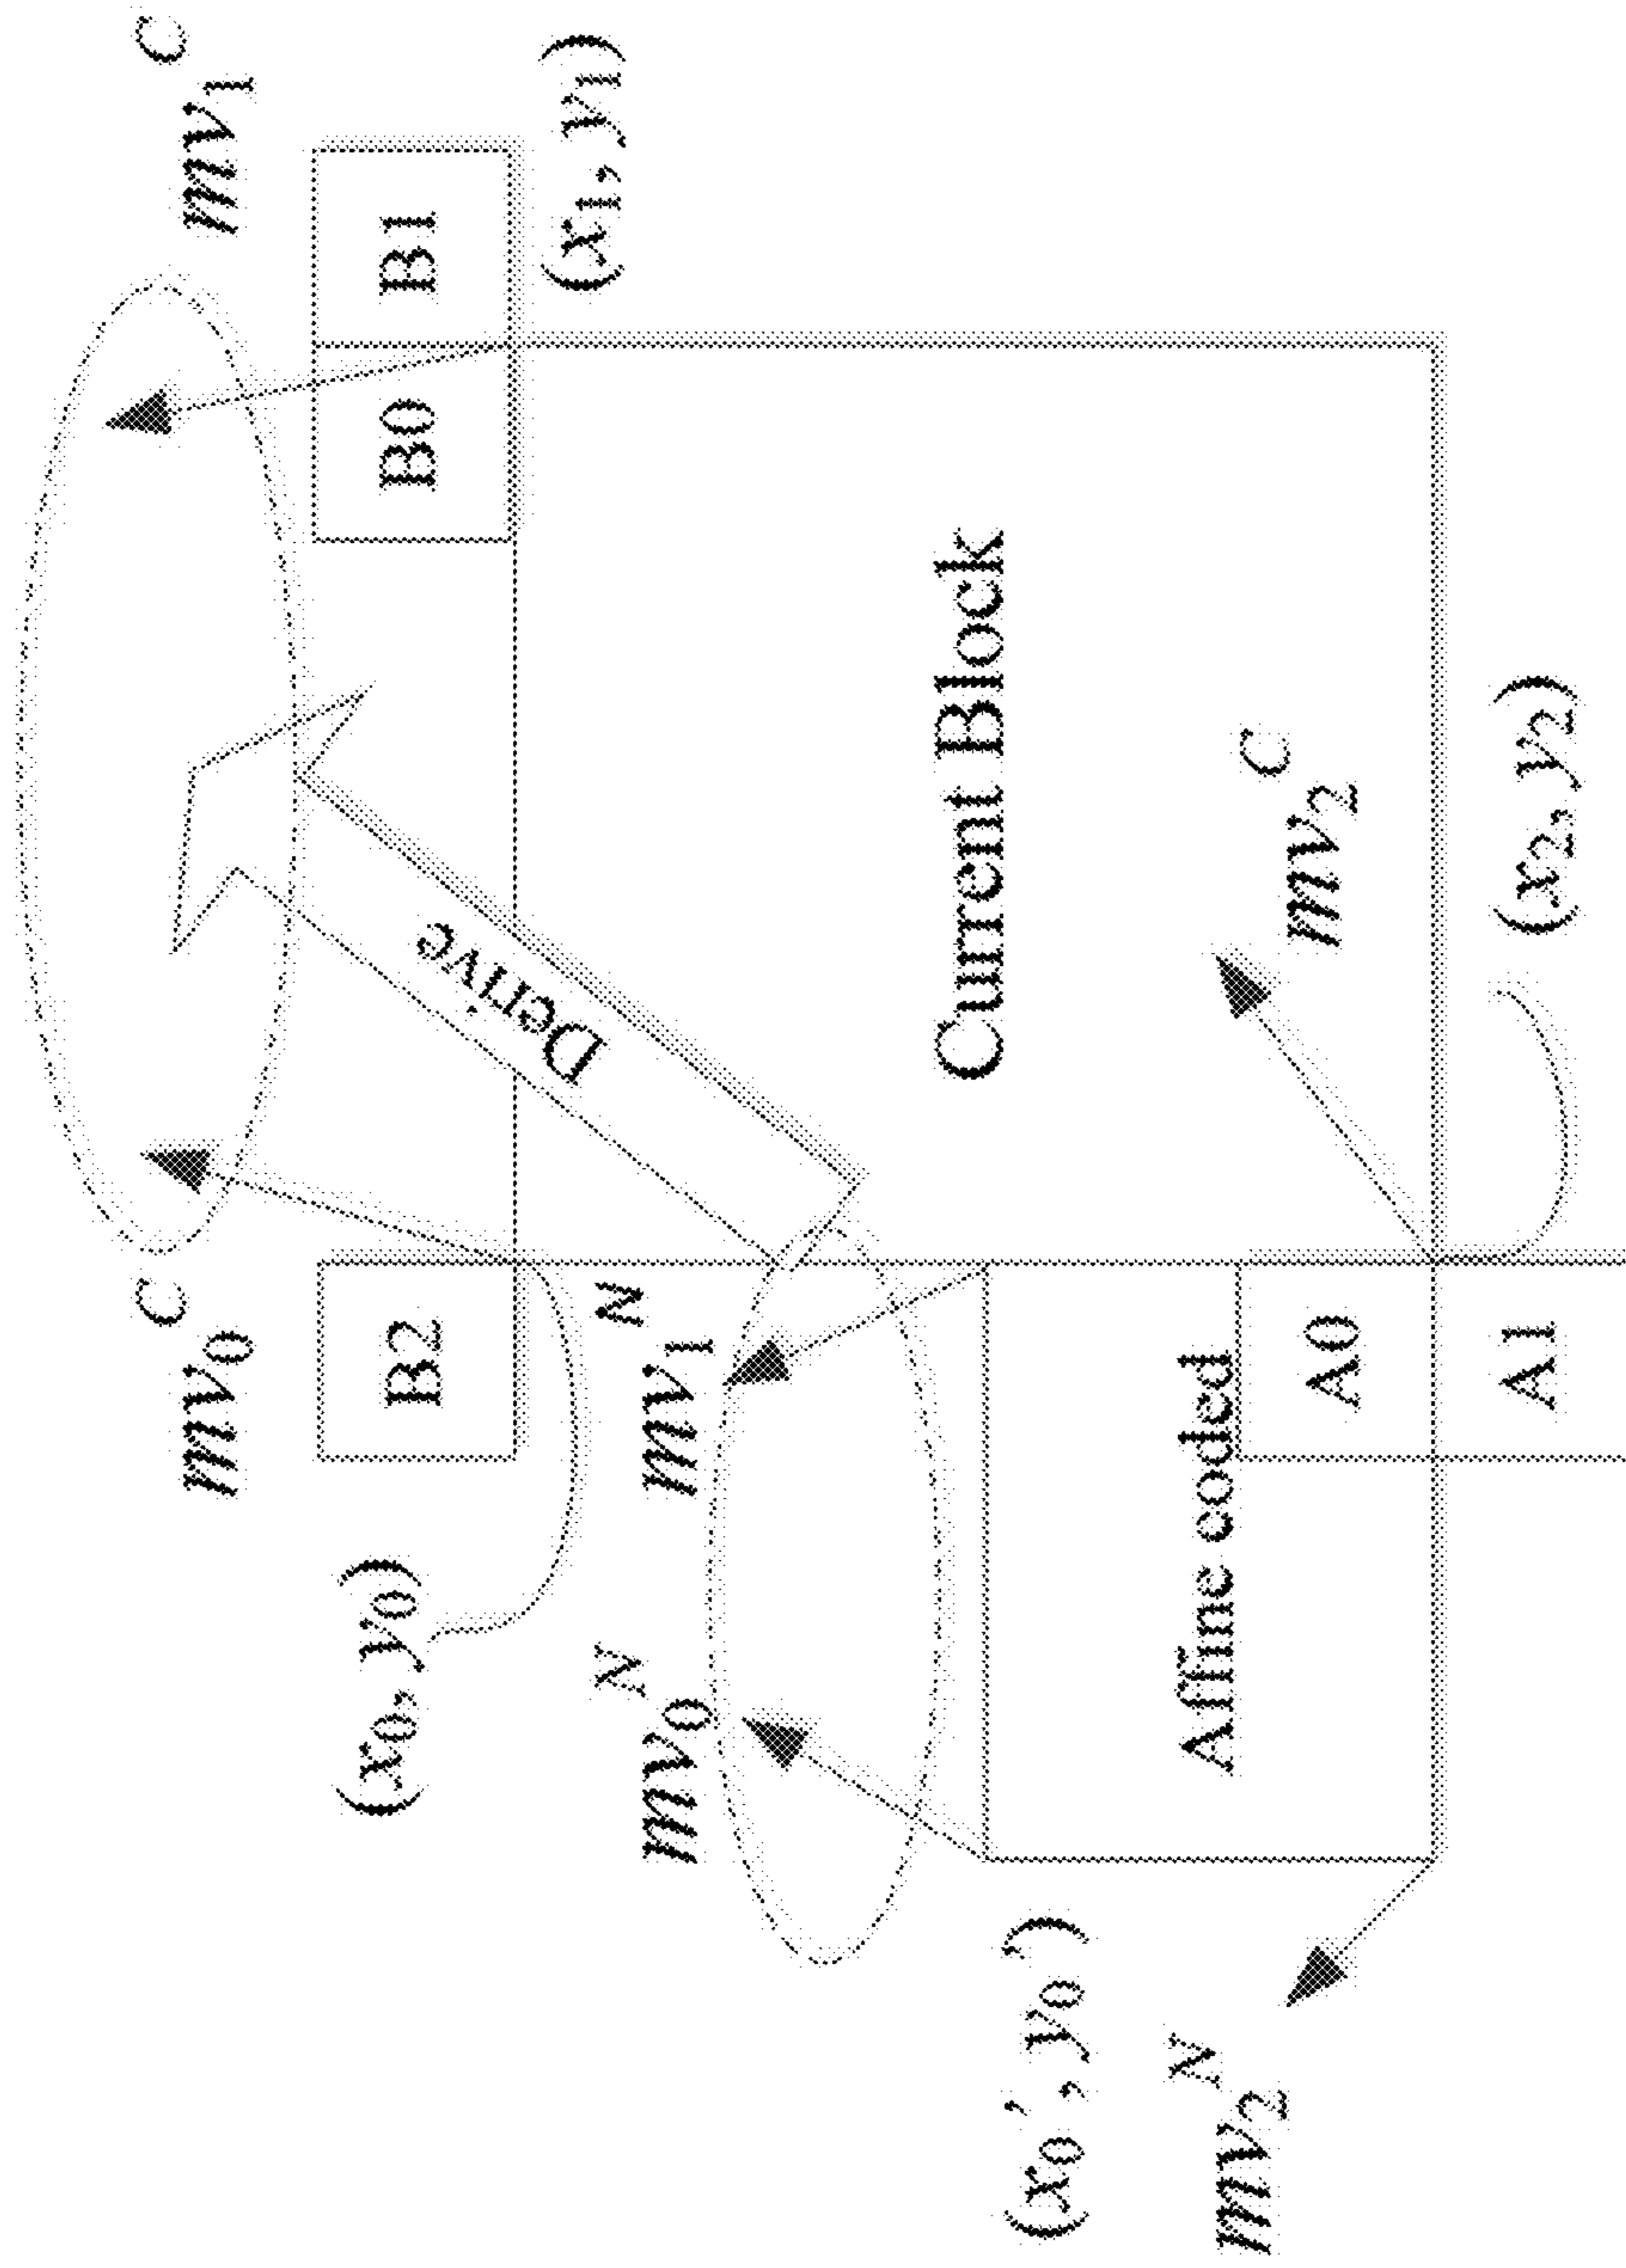 mv₀ᶜ
mv₁ᶜ
(x₀, y₀)
B2
B0
B1
Derive
(x₁, y₁)
mv₀ᴺ
mv₁ᴺ
Current Block
(x₀', y₀')
Affine coded
mv₂ᴺ
A0
mv₂ᶜ
A1
(x₂, y₂)